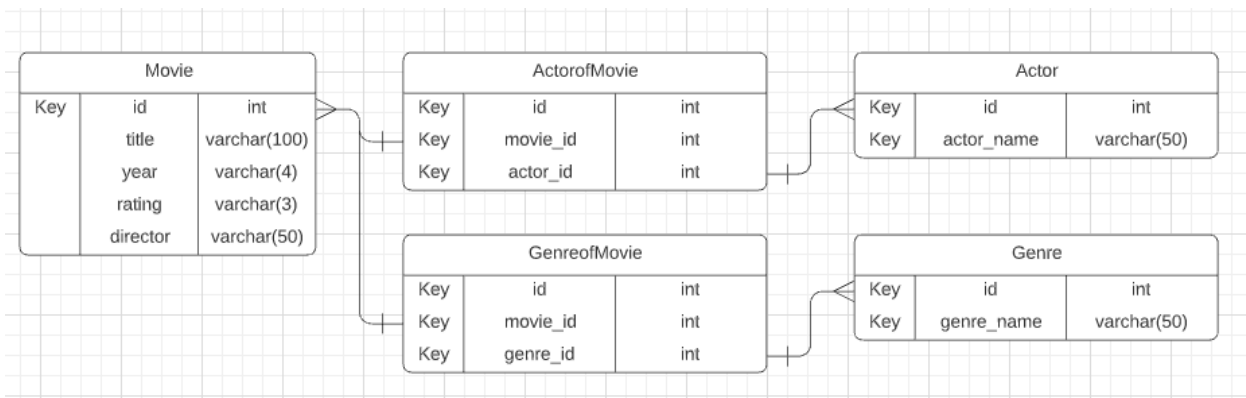 Movie
Key id int
title varchar(100)
year varchar(4)
rating varchar(3)
director varchar(50)
ActorofMovie
Key id int
Key movie_id int
Key actor_id int
Actor
Key id int
Key actor_name varchar(50)
GenreofMovie
Key id int
Key movie_id int
Key genre_id int
Genre
Key id int
Key genre_name varchar(50)